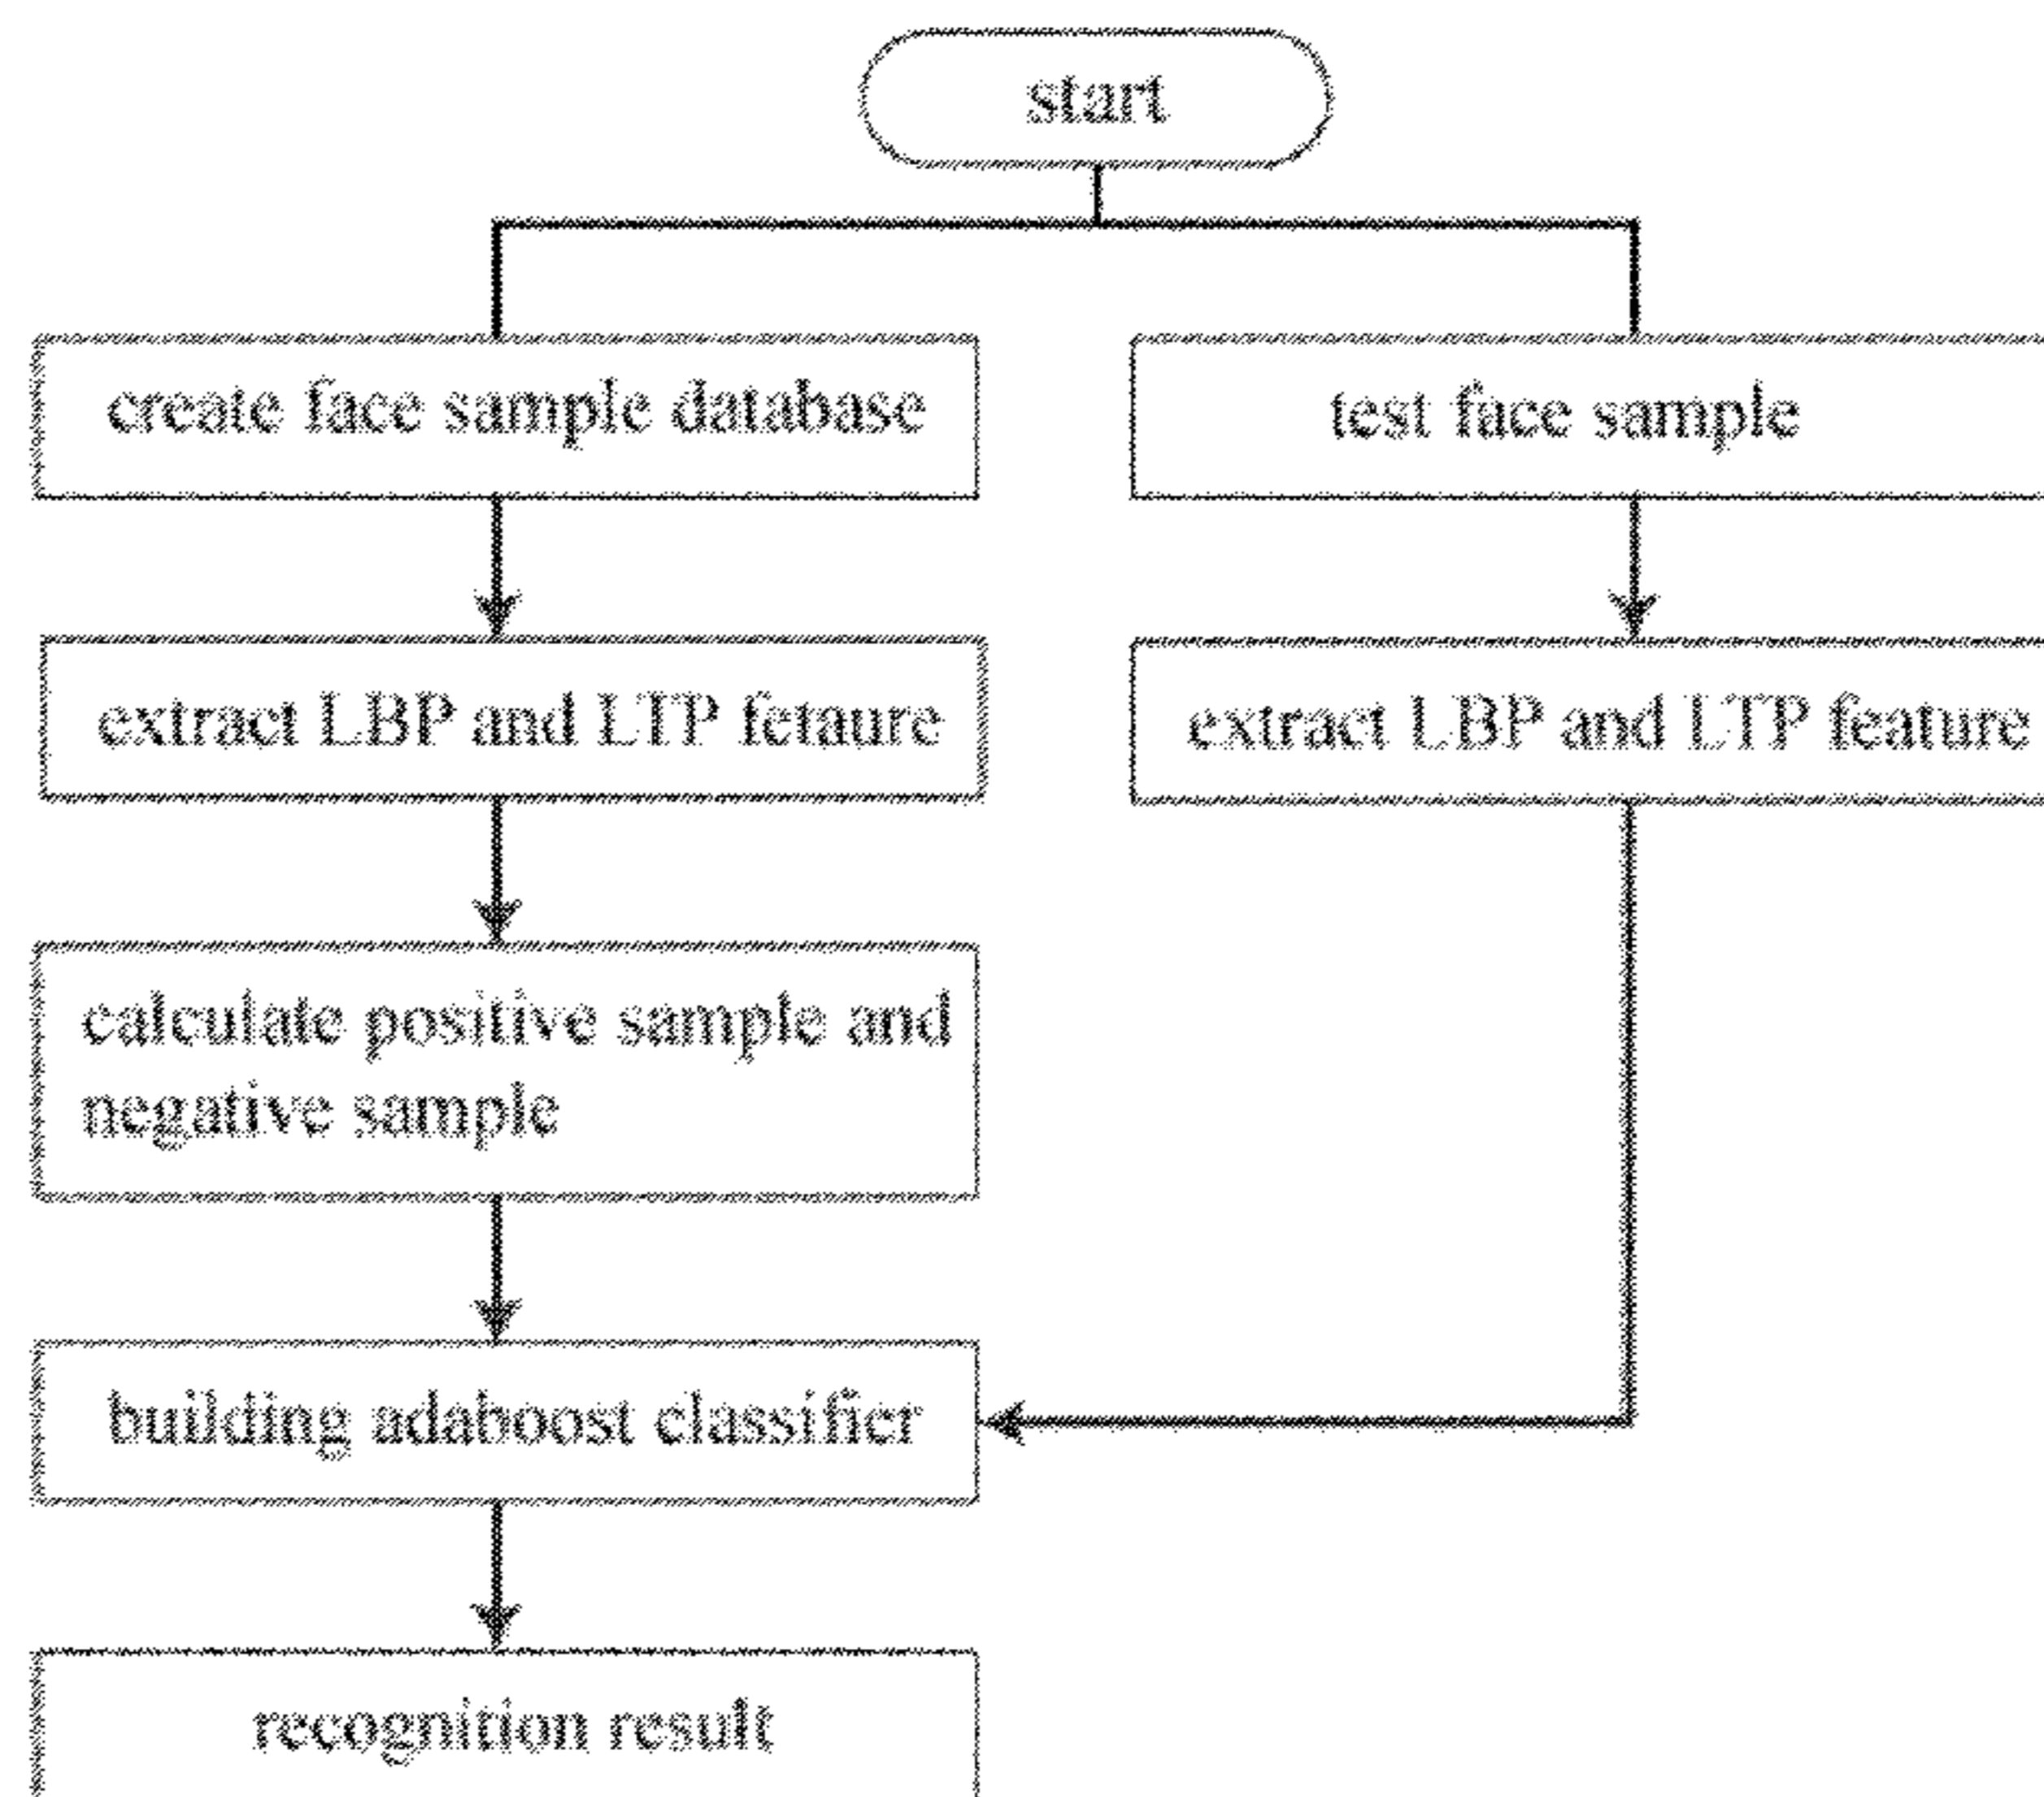 start
create face sample database
test face sample
extract LBP and LTP fetaure
extract LBP and LTP feature
calculate positive sample and
negative sample
building adaboost classifier
recognition result